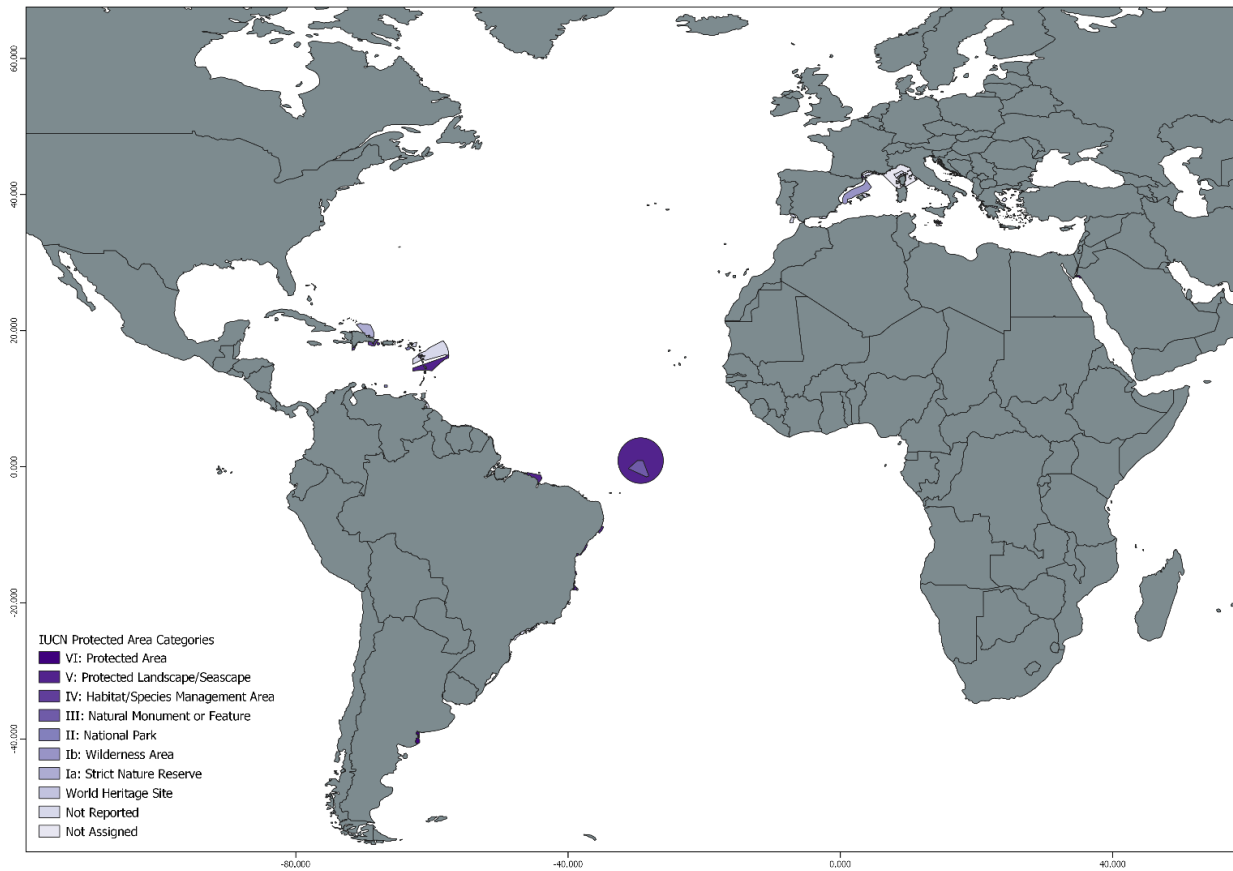 60.000
40.000
20.000
0.000
-20.000
-40.000
IUCN Protected Area Categories
VI: Protected Area
V: Protected Landscape/Seascape
IV: Habitat/Species Management Area
III: Natural Monument or Feature
II: National Park
Ib: Wilderness Area
Ia: Strict Nature Reserve
World Heritage Site
Not Reported
Not Assigned
-80.000 -40.000 0.000 40.000